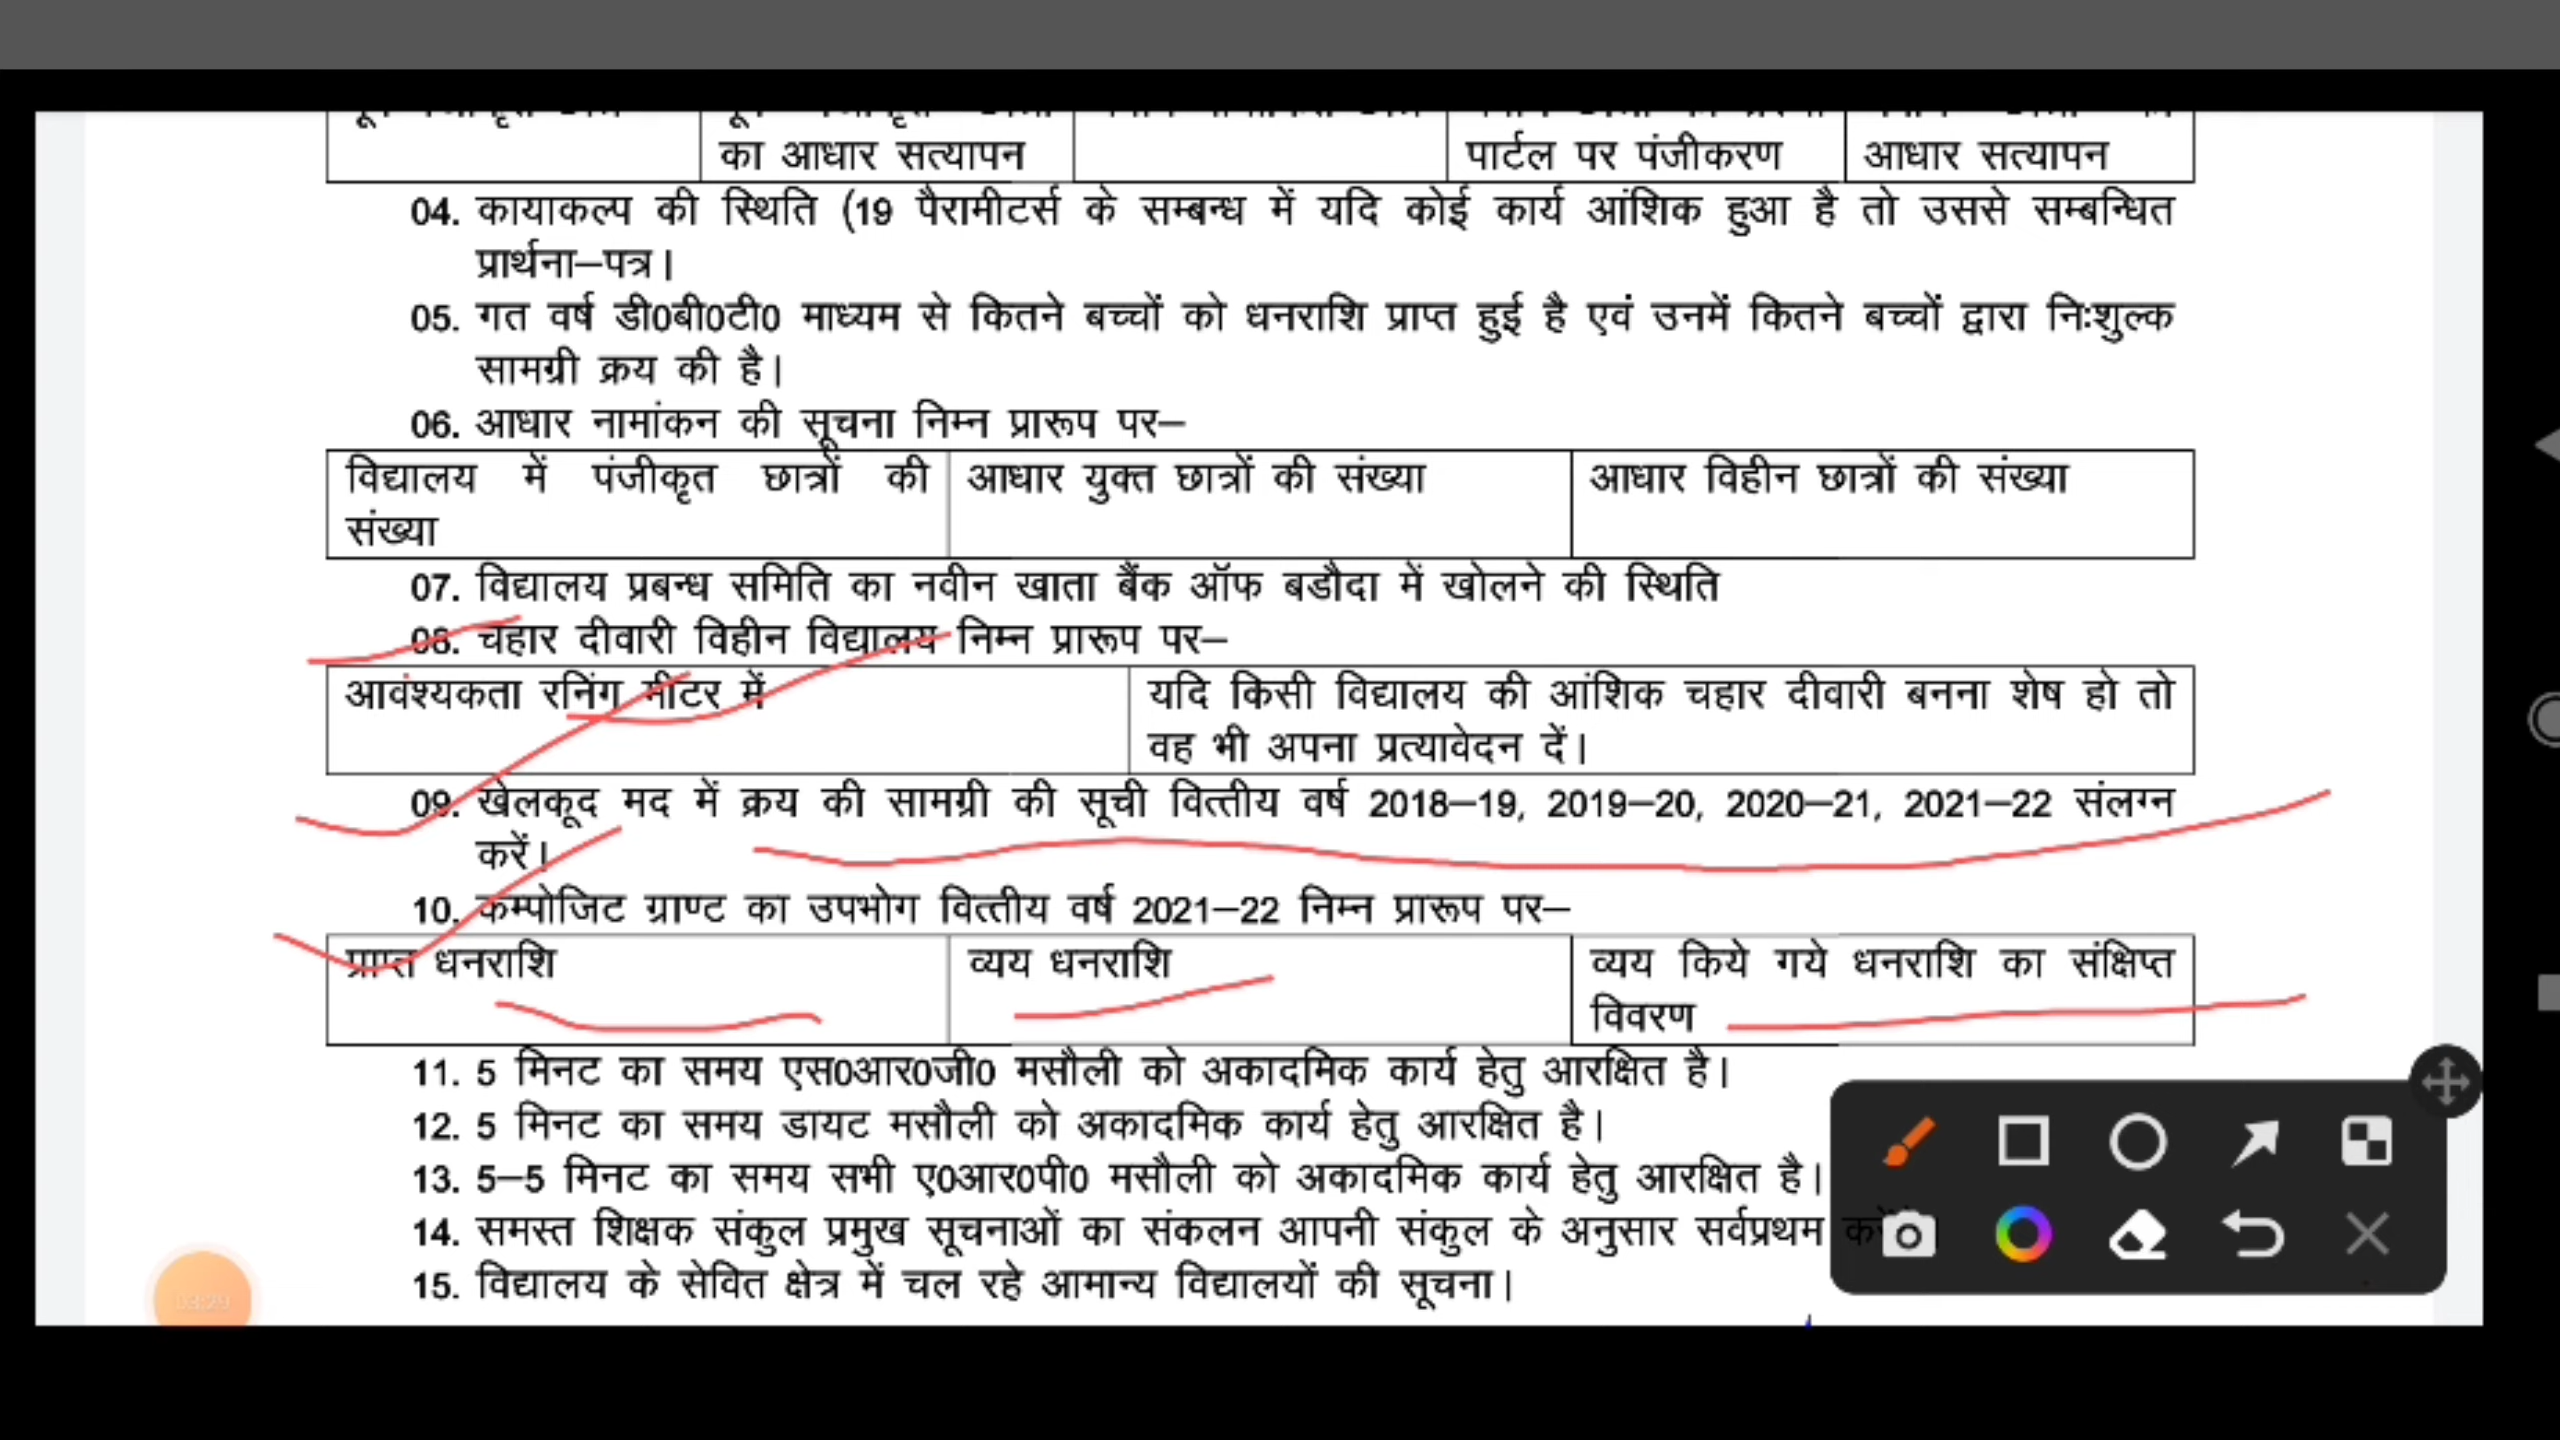 का आधार सत्यापन
पार्टल पर पंजीकरण
आधार सत्यापन
04. कायाकल्प की स्थिति (19 पैरामीटर्स के सम्बन्ध में यदि कोई कार्य आंशिक हुआ है तो उससे सम्बन्धित
प्रार्थना–पत्र।
05. गत वर्ष डी0बी0टी0 माध्यम से कितने बच्चों को धनराशि प्राप्त हुई है एवं उनमें कितने बच्चों द्वारा निःशुल्क
सामग्री क्रय की है।
06. आधार नामांकन की सूचना निम्न प्रारूप पर–
विद्यालय में पंजीकृत छात्रों की
संख्या
आधार युक्त छात्रों की संख्या
आधार विहीन छात्रों की संख्या
07. विद्यालय प्रबन्ध समिति का नवीन खाता बैंक ऑफ बडौदा में खोलने की स्थिति
08. चहार दीवारी विहीन विद्यालय निम्न प्रारूप पर–
आवंश्यकता रनिंग मीटर में
यदि किसी विद्यालय की आंशिक चहार दीवारी बनना शेष हो तो
वह भी अपना प्रत्यावेदन दें।
09. खेलकूद मद में क्रय की सामग्री की सूची वित्तीय वर्ष 2018–19, 2019–20, 2020–21, 2021–22 संलग्न
करें।
10. कम्पोजिट ग्राण्ट का उपभोग वित्तीय वर्ष 2021–22 निम्न प्रारूप पर–
प्राप्त धनराशि
व्यय धनराशि
व्यय किये गये धनराशि का संक्षिप्त
विवरण
11. 5 मिनट का समय एस0आर0जी0 मसौली को अकादमिक कार्य हेतु आरक्षित है।
12. 5 मिनट का समय डायट मसौली को अकादमिक कार्य हेतु आरक्षित है।
13. 5–5 मिनट का समय सभी ए0आर0पी0 मसौली को अकादमिक कार्य हेतु आरक्षित है।
14. समस्त शिक्षक संकुल प्रमुख सूचनाओं का संकलन आपनी संकुल के अनुसार सर्वप्रथम
15. विद्यालय के सेवित क्षेत्र में चल रहे आमान्य विद्यालयों की सूचना।
03:29